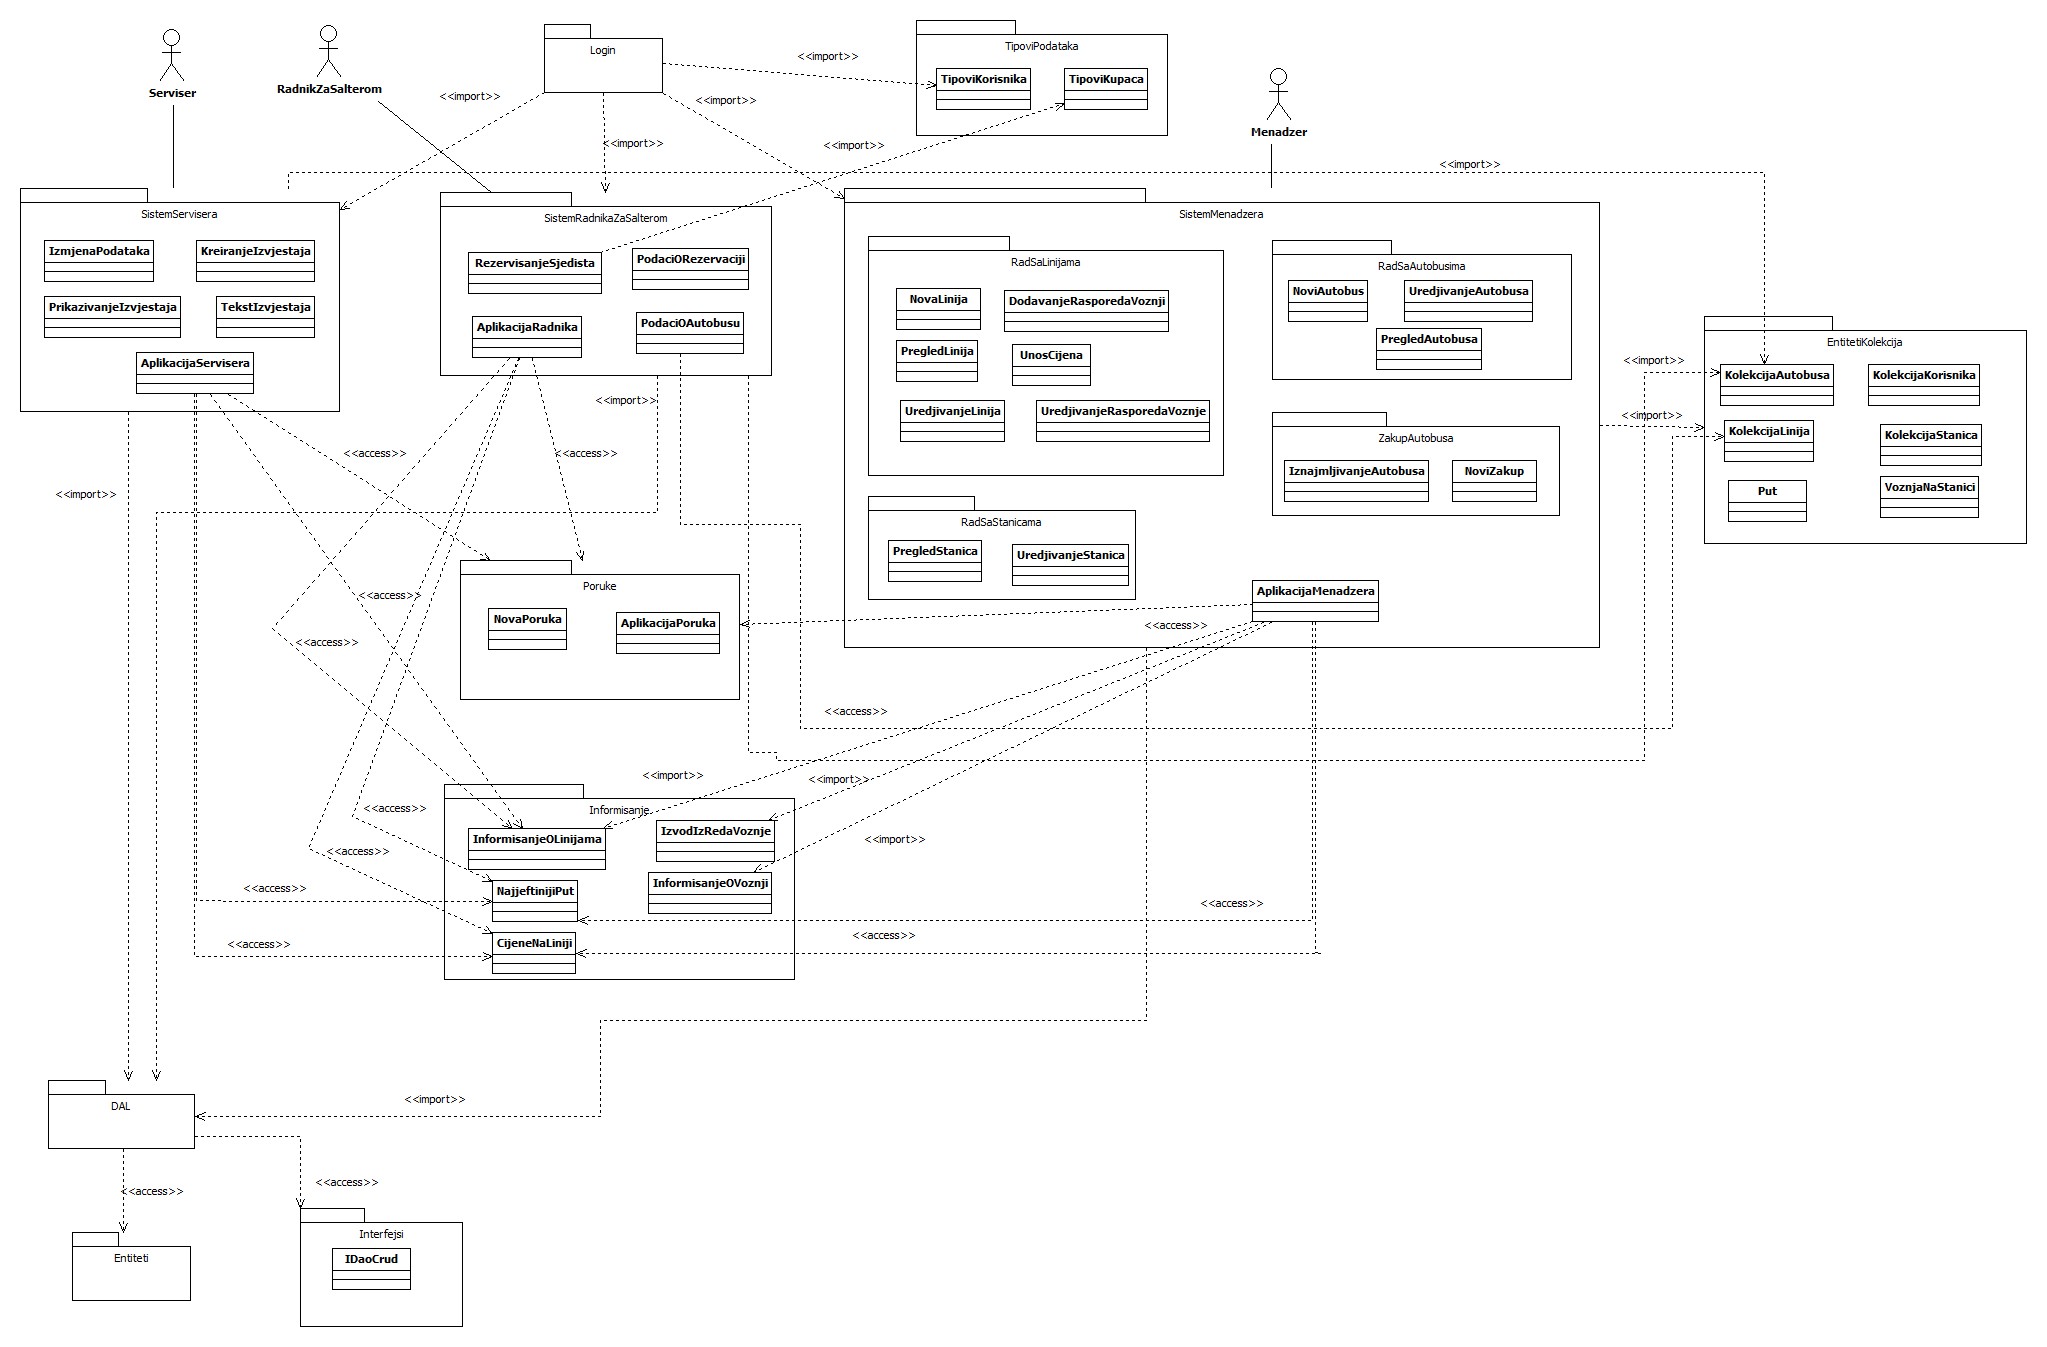 Serviser
RadnikZaSalterom
Login
TipoviPodataka
TipoviKorisnika
TipoviKupaca
Menadzer
<<import>>
<<import>>
<<import>>
<<import>>
<<import>>
<<import>>
<<import>>
SistemServisera
IzmjenaPodataka
KreiranjeIzvjestaja
PrikazivanjeIzvjestaja
TekstIzvjestaja
AplikacijaServisera
SistemRadnikaZaSalterom
RezervisanjeSjedista
PodaciORezervaciji
AplikacijaRadnika
PodaciOAutobusu
SistemMenadzera
RadSaLinijama
NovaLinija
DodavanjeRasporedaVoznji
PregledLinija
UnosCijena
UredjivanjeLinija
UredjivanjeRasporedaVoznje
RadSaAutobusima
NoviAutobus
UredjivanjeAutobusa
PregledAutobusa
ZakupAutobusa
IznajmljivanjeAutobusa
NoviZakup
RadSaStanicama
PregledStanica
UredjivanjeStanica
AplikacijaMenadzera
EntitetiKolekcija
KolekcijaAutobusa
KolekcijaKorisnika
KolekcijaLinija
KolekcijaStanica
Put
VoznjaNaStanici
<<import>>
<<import>>
<<import>>
<<access>>
<<access>>
<<import>>
Poruke
NovaPoruka
AplikacijaPoruka
<<access>>
<<access>>
<<access>>
<<access>>
<<import>>
<<import>>
<<import>>
Informisanje
InformisanjeOLinijama
IzvodIzRedaVoznje
NajjeftinijiPut
InformisanjeOVoznji
CijeneNaLiniji
<<access>>
<<access>>
<<access>>
<<access>>
<<access>>
<<access>>
DAL
<<import>>
<<access>>
<<access>>
Entiteti
Interfejsi
IDaoCrud